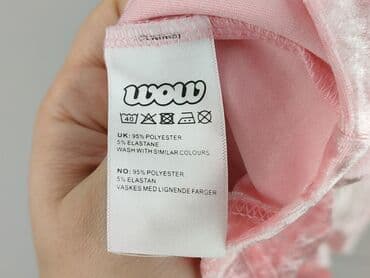 wow
40
UK: 95% POLYESTER
5% ELASTANE
WASH WITH SIMILAR COLOURS.
NO: 95% POLYESTER
5% ELASTAN
VASKES MED LIGNENDE FARGER